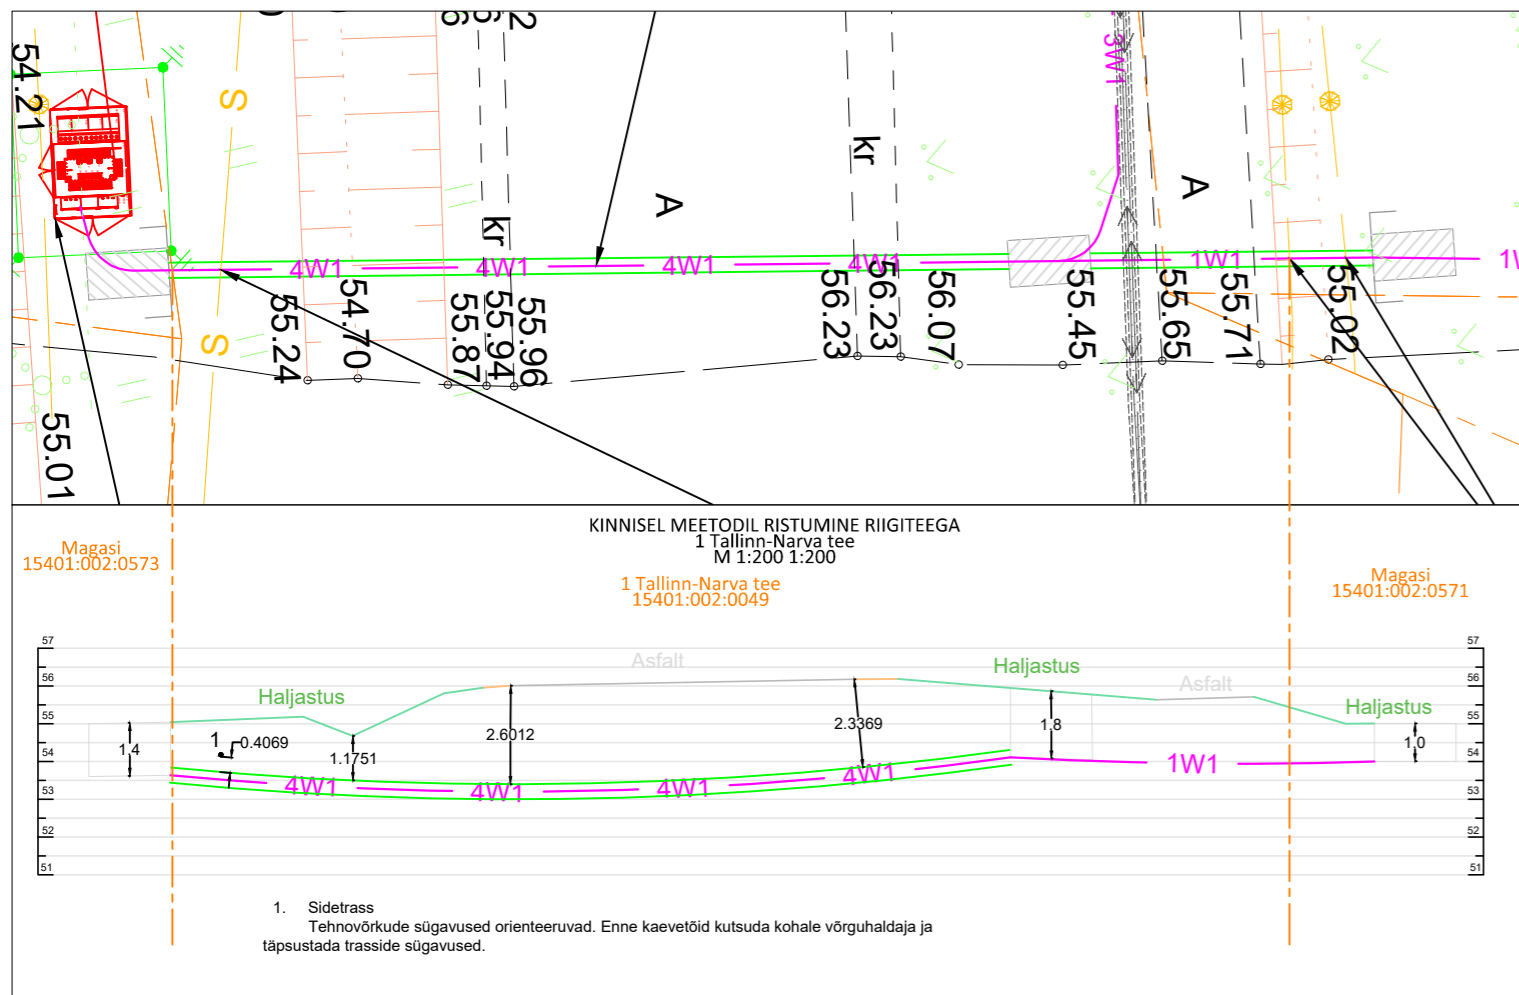 54.21
S
6
6
2
kr
A
3W1
A
4W1
4W1
4W1
4W1
1W1
kr
S
55.24
54.70
55.87
55.94
55.96
56.23
56.23
56.07
55.45
55.65
55.71
55.02
55.01
KINNISEL MEETODIL RISTUMINE RIIGITEEGA
1 Tallinn-Narva tee
M 1:200 1:200
Magasi
15401:002:0573
1 Tallinn-Narva tee
15401:002:0049
Magasi
15401:002:0571
57
56
55
54
53
52
51
57
56
55
54
53
52
51
Haljastus
Asfalt
Haljastus
Asfalt
Haljastus
1.4
1.
0.4069
1.1751
2.6012
2.3369
1.8
1.0
4W1
4W1
4W1
4W1
1W1
1. Sidetrass
Tehnovõrkude sügavused orienteeruvad. Enne kaevetöid kutsuda kohale võrguhaldaja ja
täpsustada trasside sügavused.